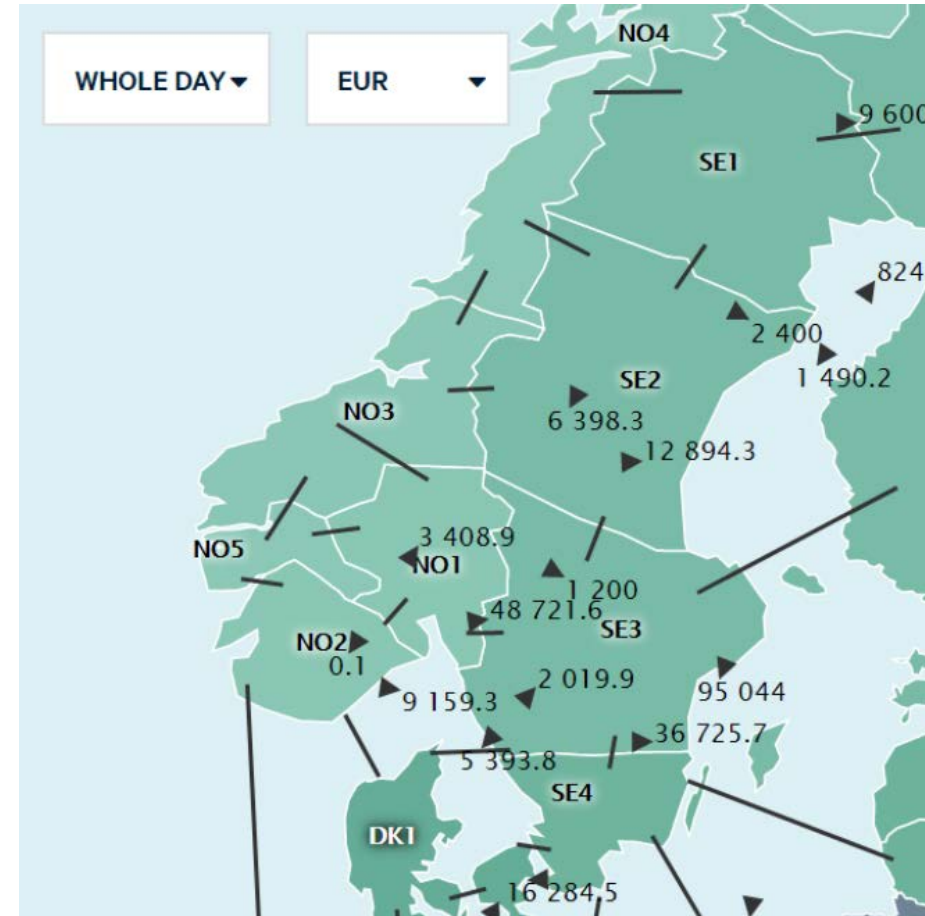 NO4
WHOLE DAY
EUR
9 600
SE1
824
2 400
1 490.2
SE2
6 398.3
NO3
12 894.3
3 408.9
NO5
NO1
1 200
48 721.6
SE3
NO2
0.1
2 019.9
95 044
9 159.3
36 725.7
5 393.8
SE4
DK1
16 284.5